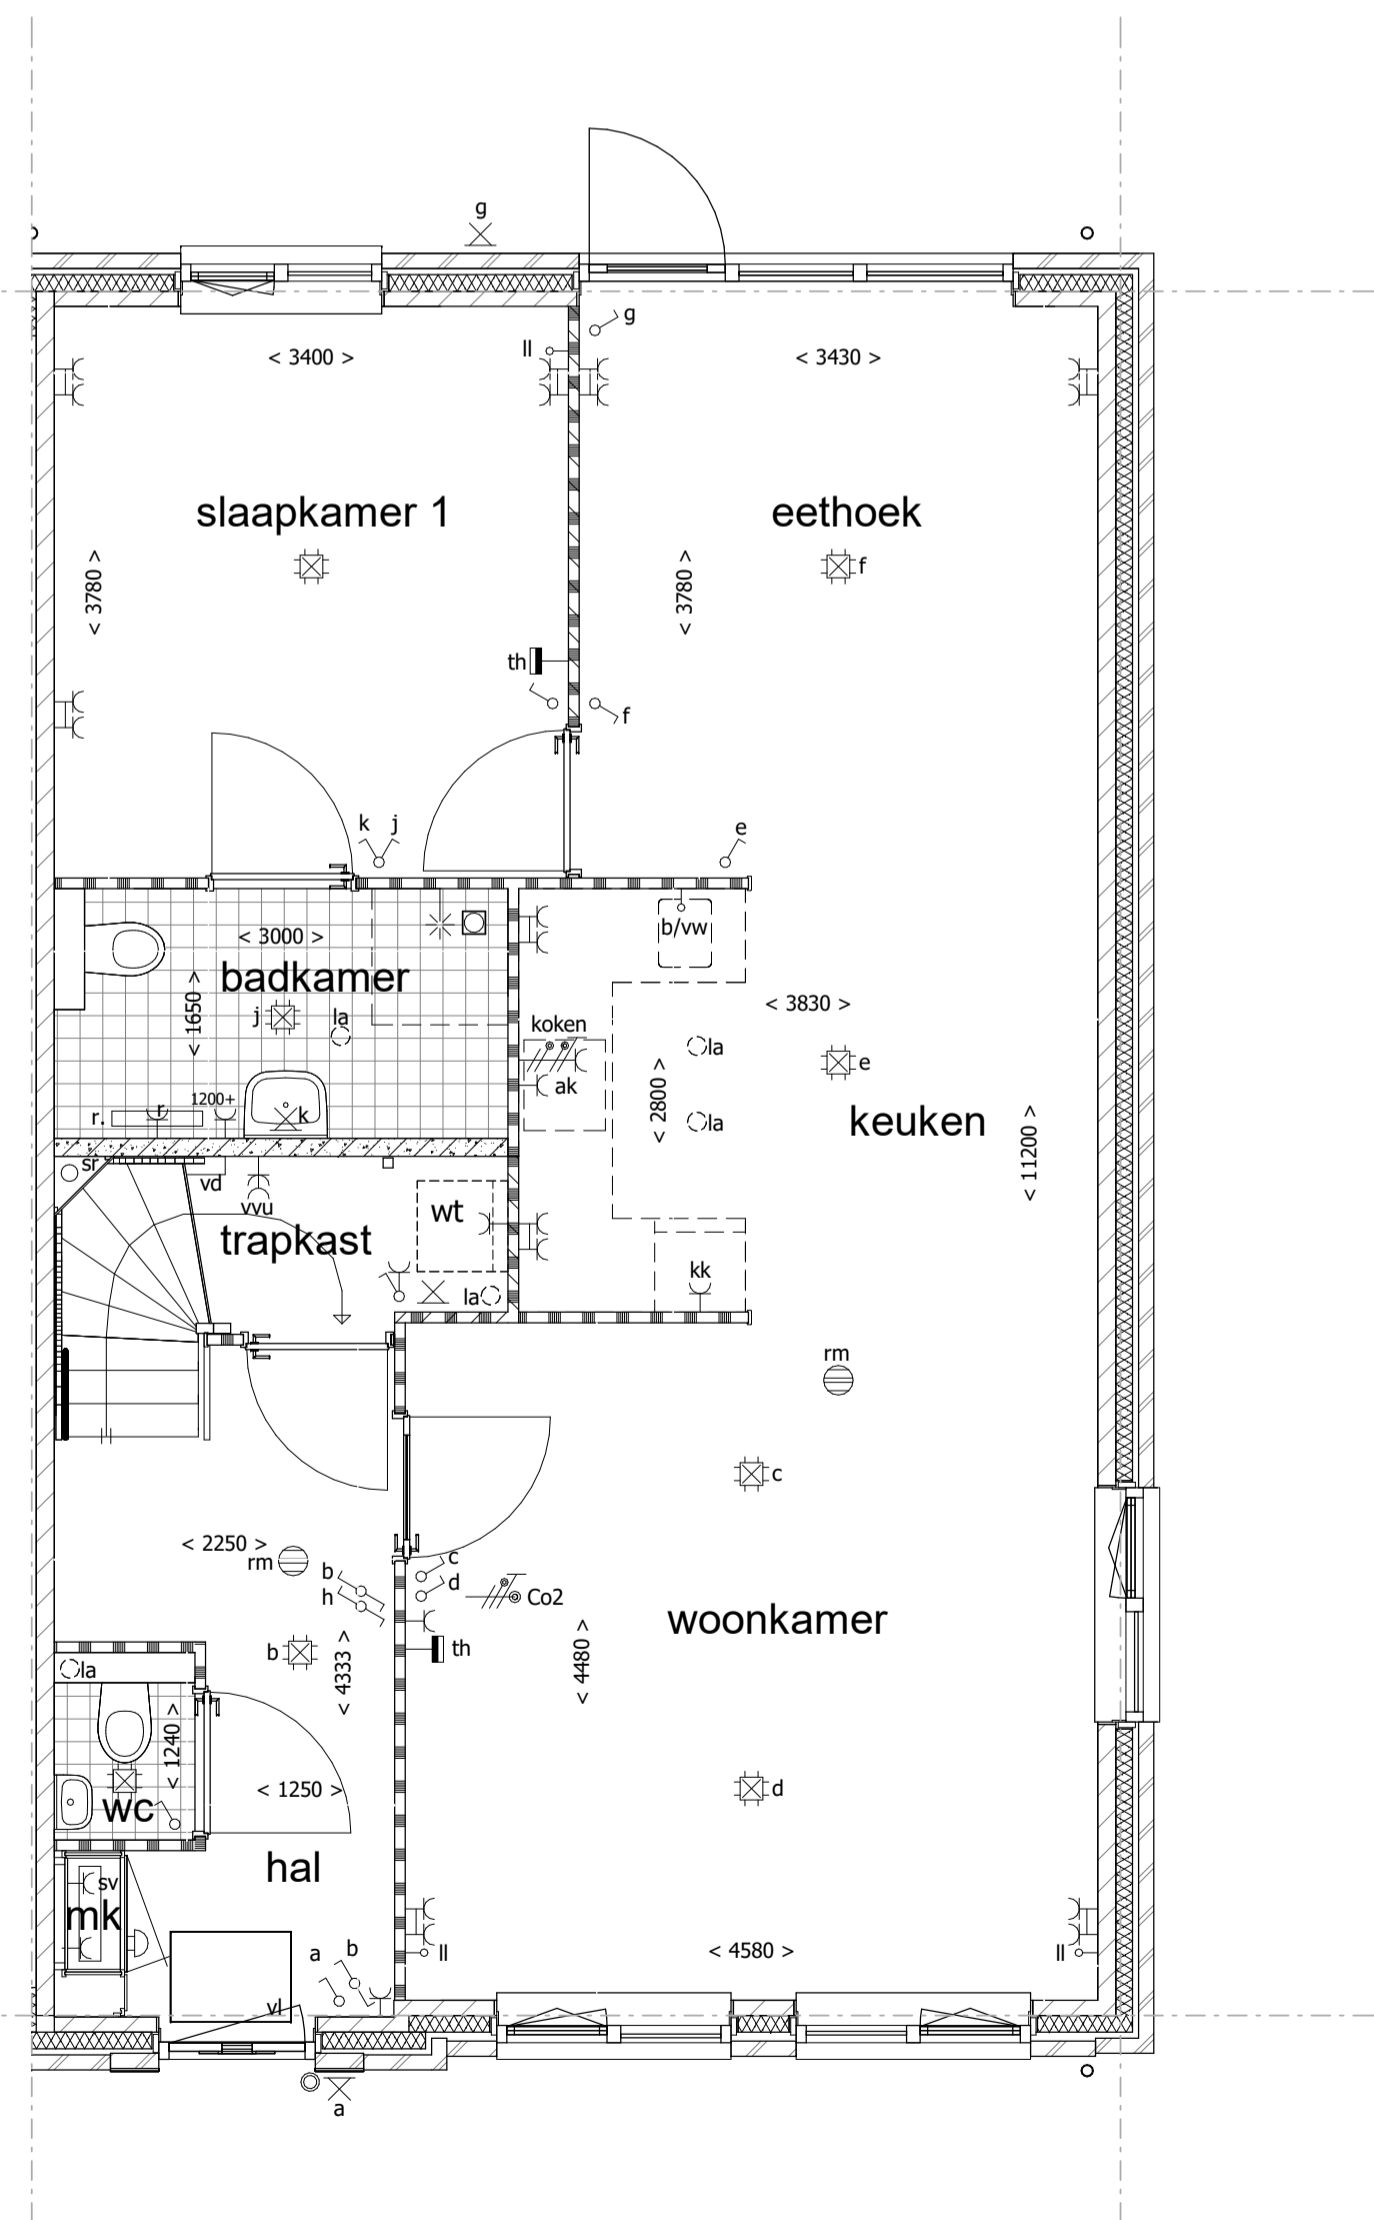 g
g
ll
< 3400 >
< 3430 >
slaapkamer 1
eethoek
f
< 3780 >
< 3780 >
th
f
k j
e
b/vw
< 3000 >
badkamer
< 1650 >
j
la
koken
ak
< 3830 >
la
e
< 2800 >
la
keuken
< 11200 >
1200+
r.
r
k
sr
vd
vvu
trapkast
wt
la
kk
rm
c
< 2250 >
rm
b
h
c
d
Co2
woonkamer
b
< 4333 >
th
< 4480 >
la
< 1240 >
wc
< 1250 >
d
hal
sv
mk
a
b
ll
< 4580 >
ll
vl
a